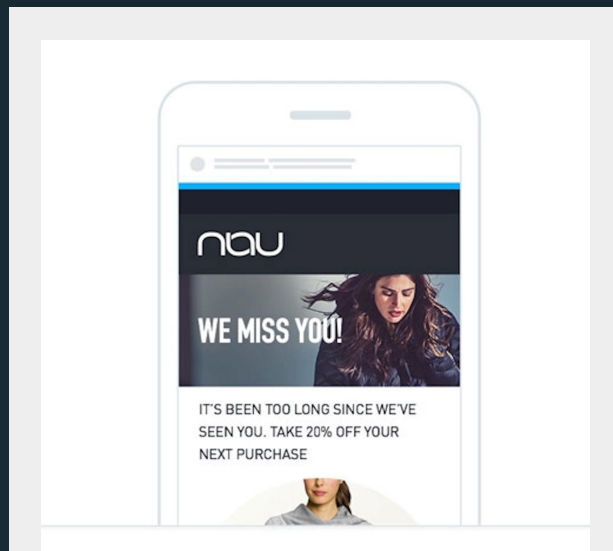 nau
WE MISS YOU!
IT'S BEEN TOO LONG SINCE WE'VE
SEEN YOU. TAKE 20% OFF YOUR
NEXT PURCHASE